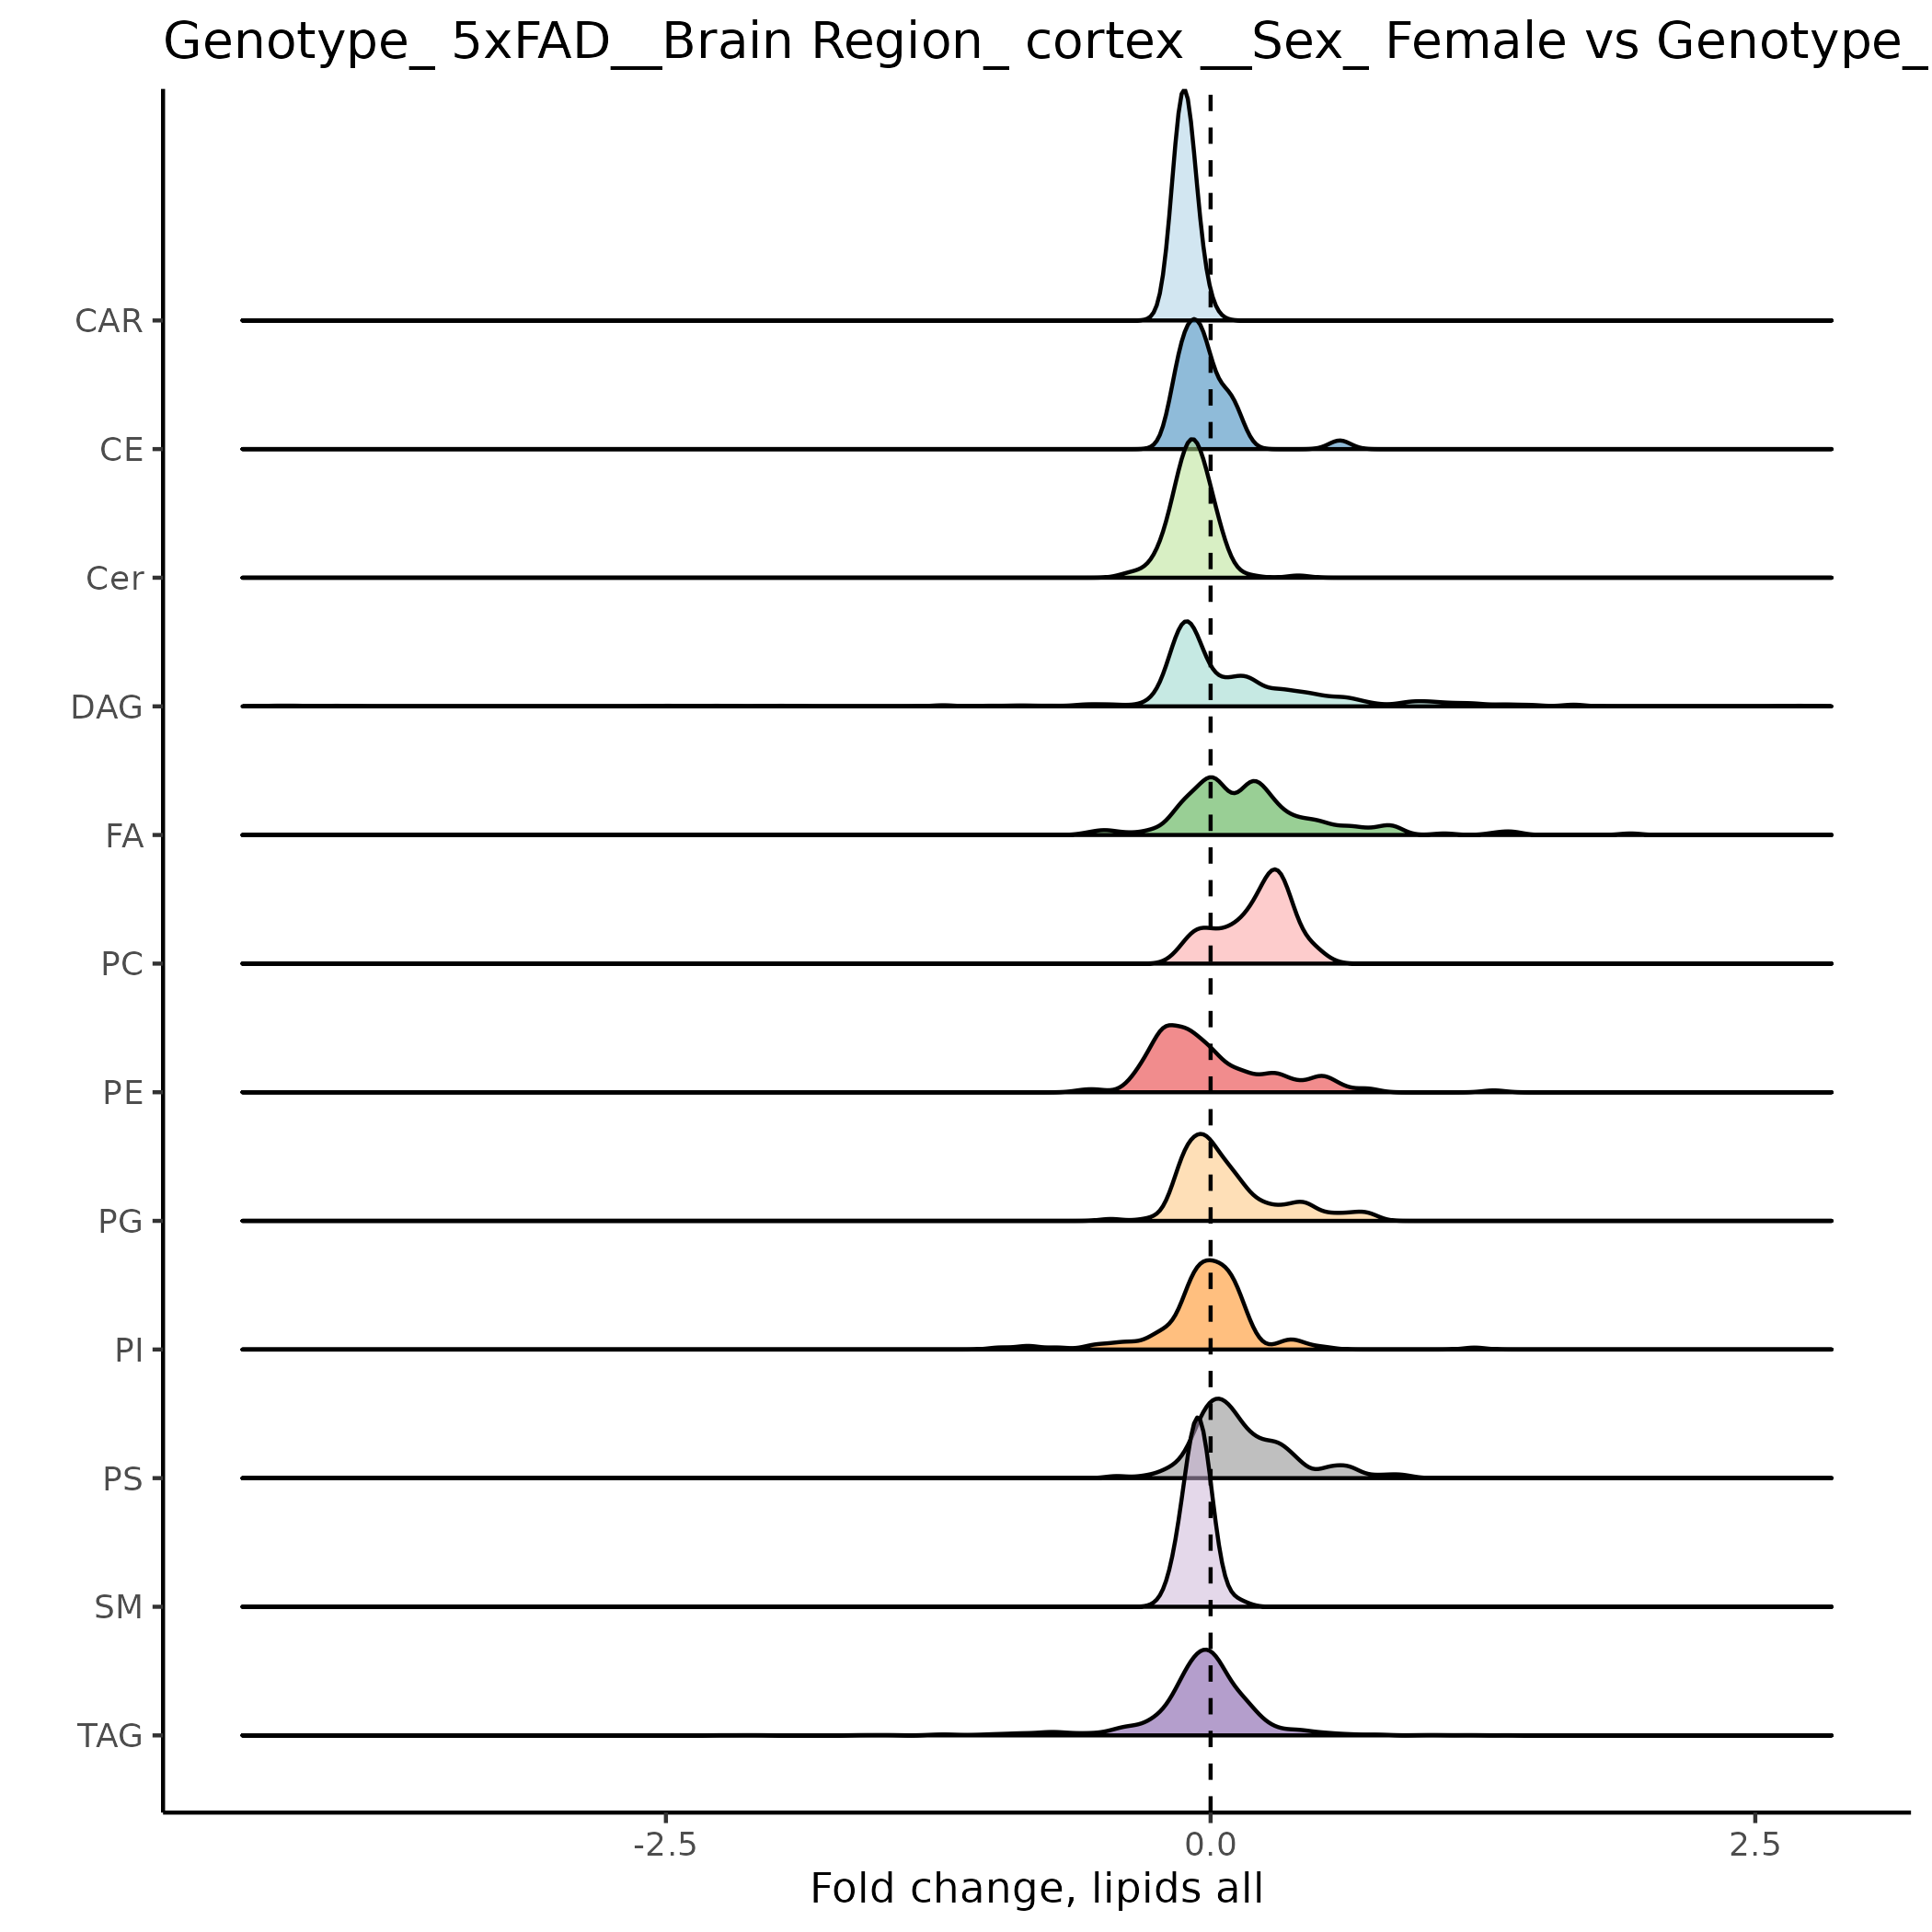 Genotype_ 5xFAD__Brain Region_ cortex __Sex_ Female vs Genotype_
CAR
CE
Cer
DAG
FA
PC
PE
PG
PI
PS
SM
TAG
-2.5 0.0 2.5
Fold change, lipids all